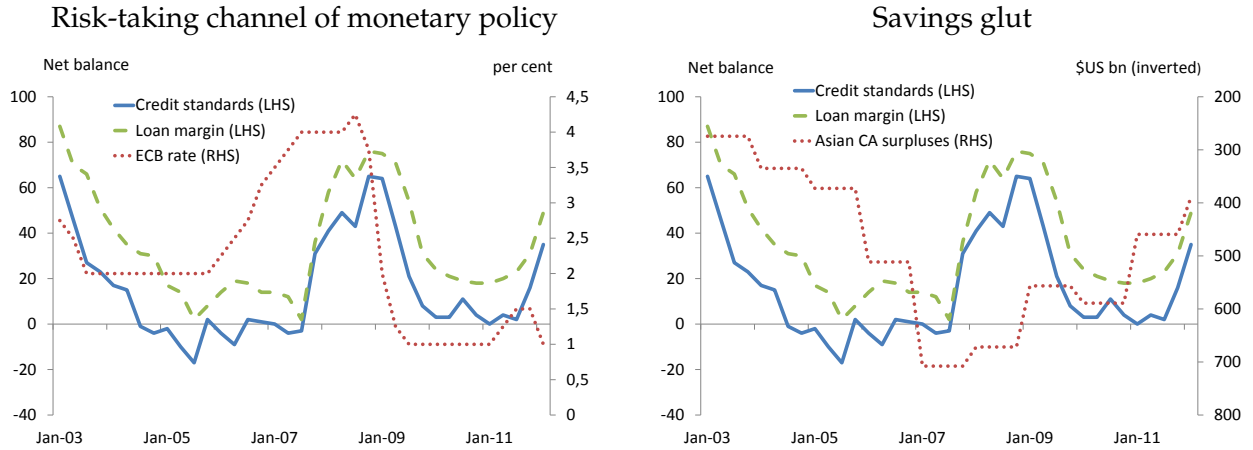 Risk-taking channel of monetary policy
Net balance
per cent
Credit standards (LHS)
Loan margin (LHS)
ECB rate (RHS)
100
80
60
40
20
0
-20
-40
4,5
4
3,5
3
2,5
2
1,5
1
0,5
0
Jan-03 Jan-05 Jan-07 Jan-09 Jan-11
Savings glut
Net balance
$US bn (inverted)
Credit standards (LHS)
Loan margin (LHS)
Asian CA surpluses (RHS)
100
80
60
40
20
0
-20
-40
200
300
400
500
600
700
800
Jan-03 Jan-05 Jan-07 Jan-09 Jan-11